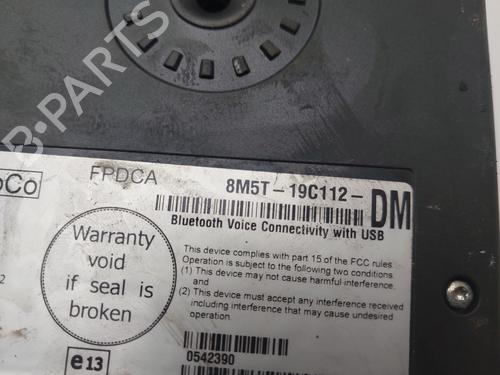 B-PARTS
FPDCA
8M5T-19C112-DM
Bluetooth Voice Connectivity with USB
This device complies with part 15 of the FCC rules.
Operation is subject to the following two conditions.
(1) This device may not cause harmful interference.
and
(2) This device must accept any interference received
including interference that may cause undesired
operation.
Warranty
void
if seal is
broken
2
e13
0542390